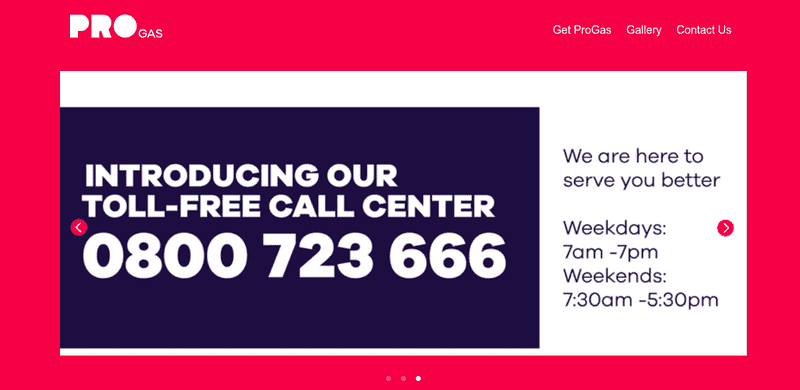 PRO GAS
Get ProGas Gallery Contact Us
INTRODUCING OUR
TOLL-FREE CALL CENTER
0800 723 666
We are here to
serve you better
Weekdays:
7am -7pm
Weekends:
7:30am -5:30pm